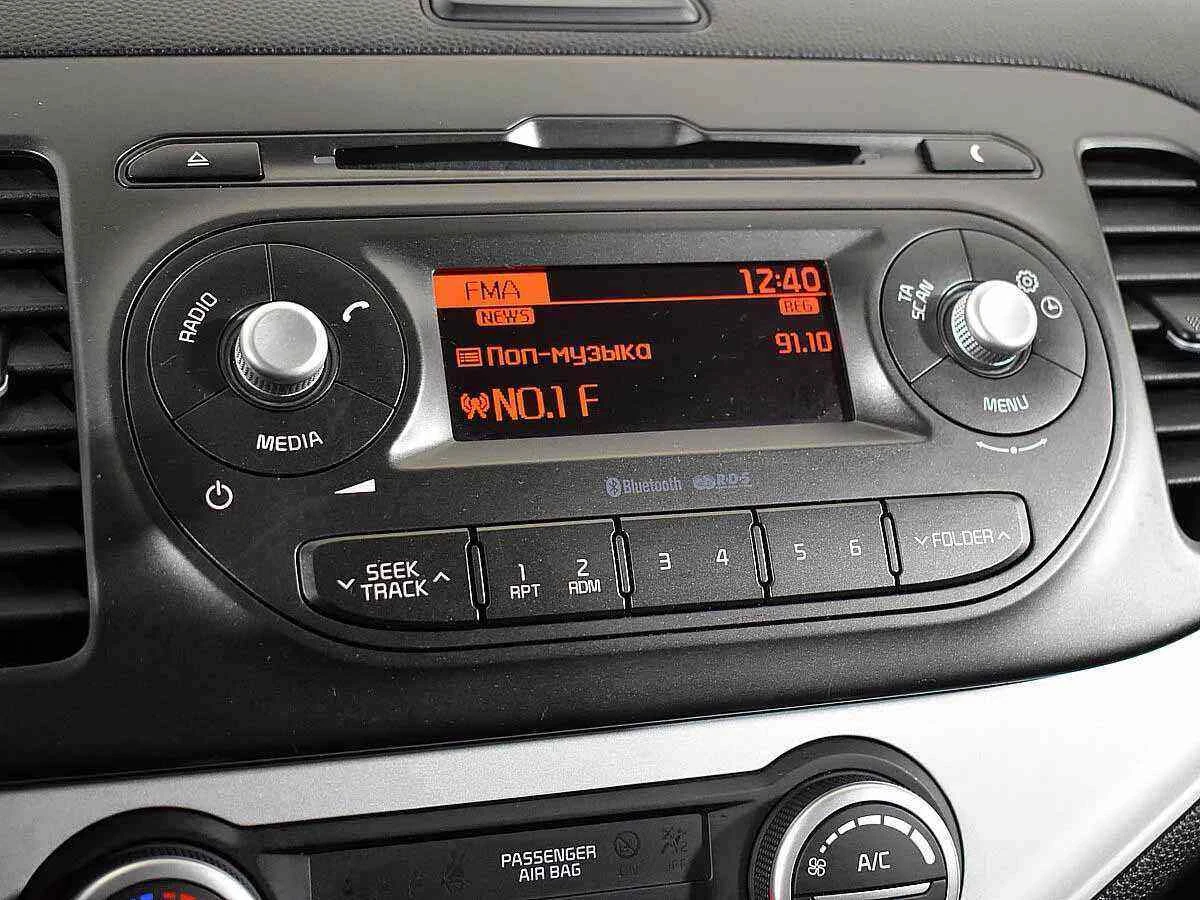 FMA 12:40
NEWS REG
Поп-музыка 91.10
NO.1 F
RADIO
MEDIA
TA
SCAN
MENU
Bluetooth RDS
SEEK
TRACK
1
RPT
2
RDM
3 4
5 6
FOLDER
PASSENGER
AIR BAG
A/C